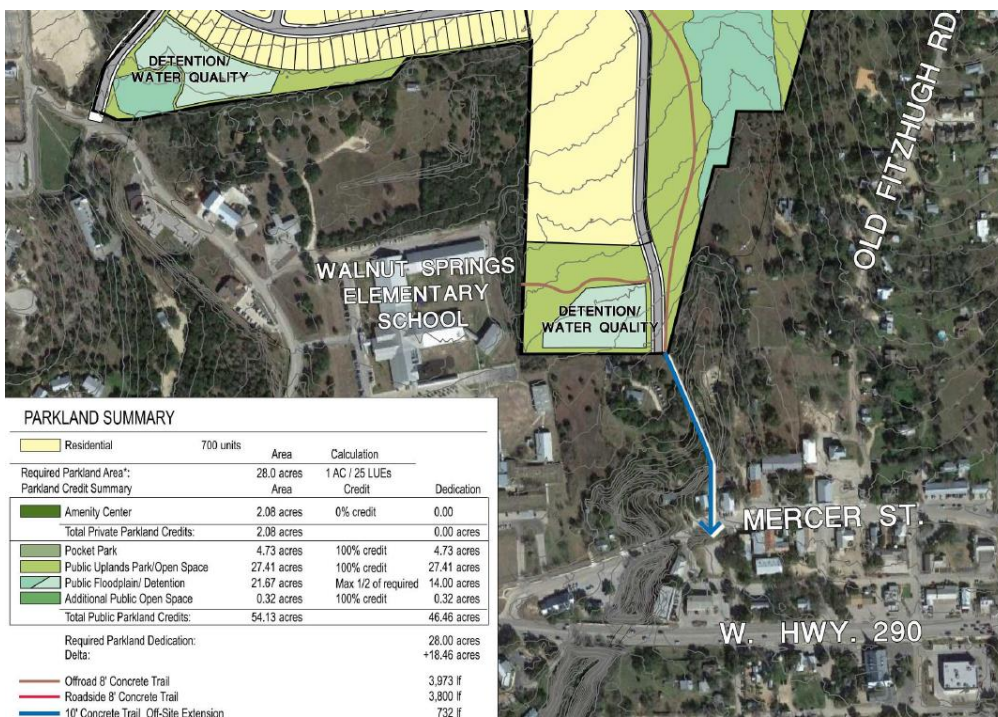 DETENTION/
WATER QUALITY
OLD FITZHUGH RD.
WALNUT SPRINGS
ELEMENTARY
SCHOOL
DETENTION/
WATER QUALITY
MERCER ST.
W. HWY. 290
PARKLAND SUMMARY
Residential 700 units Area Calculation
Required Parkland Area*: 28.0 acres 1 AC / 25 LUEs
Parkland Credit Summary Area Credit Dedication
Amenity Center 2.08 acres 0% credit 0.00
Total Private Parkland Credits: 2.08 acres 0.00 acres
Pocket Park 4.73 acres 100% credit 4.73 acres
Public Uplands Park/Open Space 27.41 acres 100% credit 27.41 acres
Public Floodplain/ Detention 21.67 acres Max 1/2 of required 14.00 acres
Additional Public Open Space 0.32 acres 100% credit 0.32 acres
Total Public Parkland Credits: 54.13 acres 46.46 acres
Required Parkland Dedication: 28.00 acres
Delta: +18.46 acres
Offroad 8' Concrete Trail 3,973 lf
Roadside 8' Concrete Trail 3,800 lf
10' Concrete Trail Off-Site Extension 732 lf